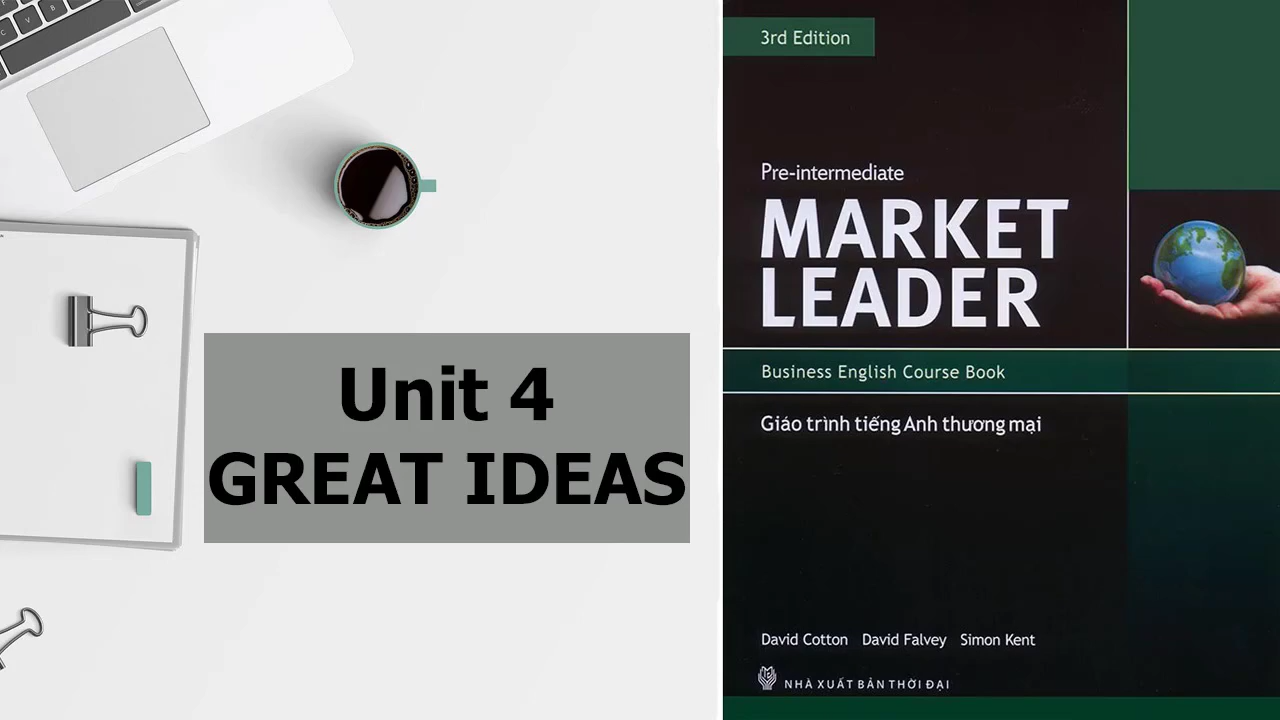 Unit 4
GREAT IDEAS
3rd Edition
Pre-intermediate
MARKET
LEADER
Business English Course Book
Giáo trình tiếng Anh thương mại
David Cotton David Falvey Simon Kent
NHÀ XUẤT BẢN THỜI ĐẠI